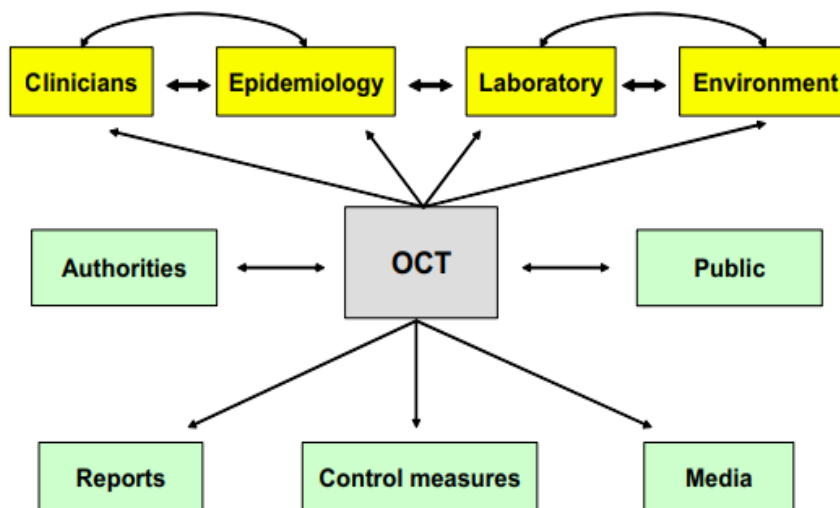 Clinicians
Epidemiology
Laboratory
Environment
Authorities
OCT
Public
Reports
Control measures
Media